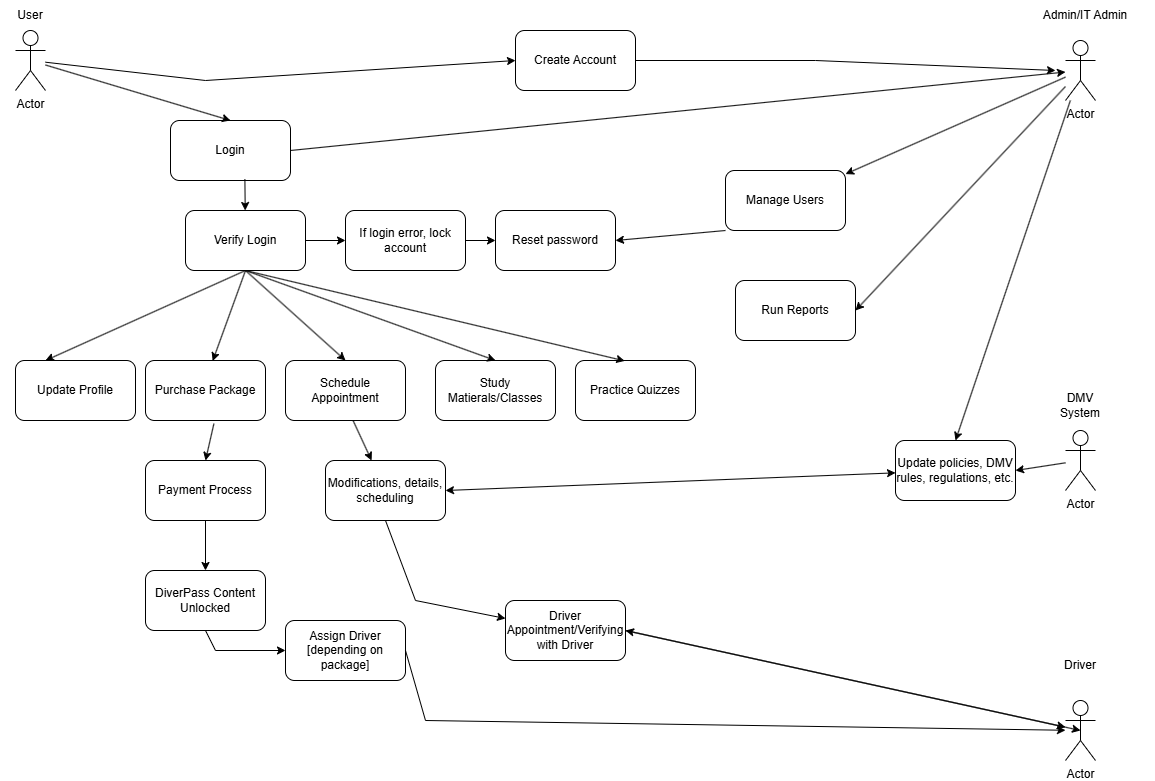 User
Admin/IT Admin
Actor
Create Account
Actor
Login
Manage Users
Verify Login
If login error, lock
account
Reset password
Run Reports
Update Profile
Purchase Package
Schedule
Appointment
Study
Matierals/Classes
Practice Quizzes
DMV
System
Payment Process
Modifications, details,
scheduling
Update policies, DMV
rules, regulations, etc.
Actor
DiverPass Content
Unlocked
Assign Driver
[depending on
package]
Driver
Appointment/Verifying
with Driver
Driver
Actor